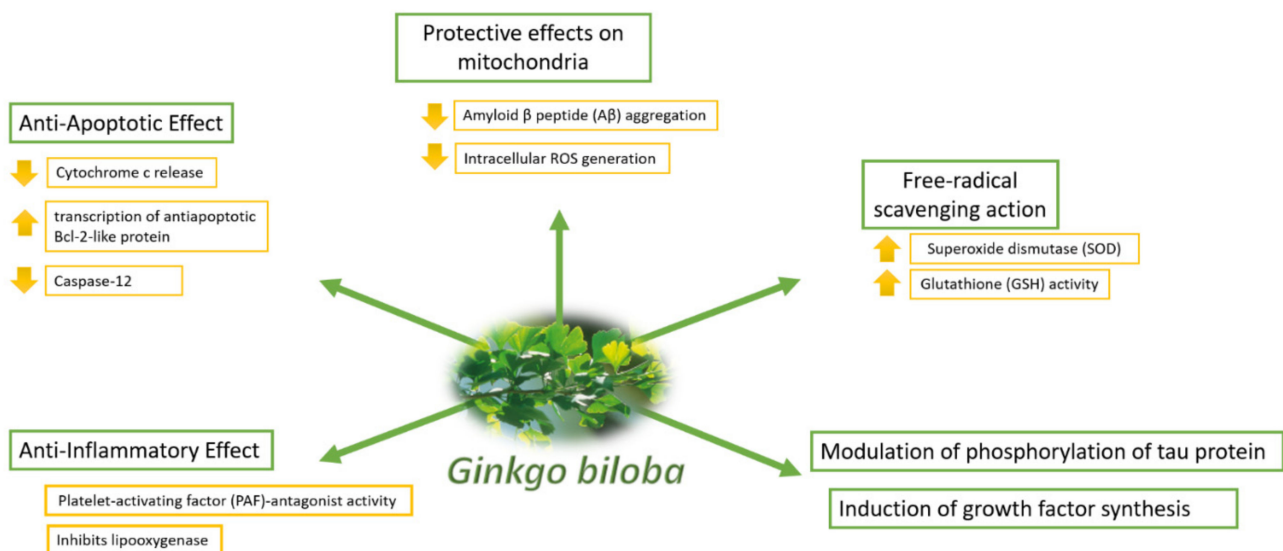 Protective effects on
mitochondria
Amyloid β peptide (Aβ) aggregation
Intracellular ROS generation
Anti-Apoptotic Effect
Cytochrome c release
transcription of antiapoptotic
Bcl-2-like protein
Caspase-12
Free-radical
scavenging action
Superoxide dismutase (SOD)
Glutathione (GSH) activity
Anti-Inflammatory Effect
Platelet-activating factor (PAF)-antagonist activity
Inhibits lipooxygenase
Ginkgo biloba
Modulation of phosphorylation of tau protein
Induction of growth factor synthesis